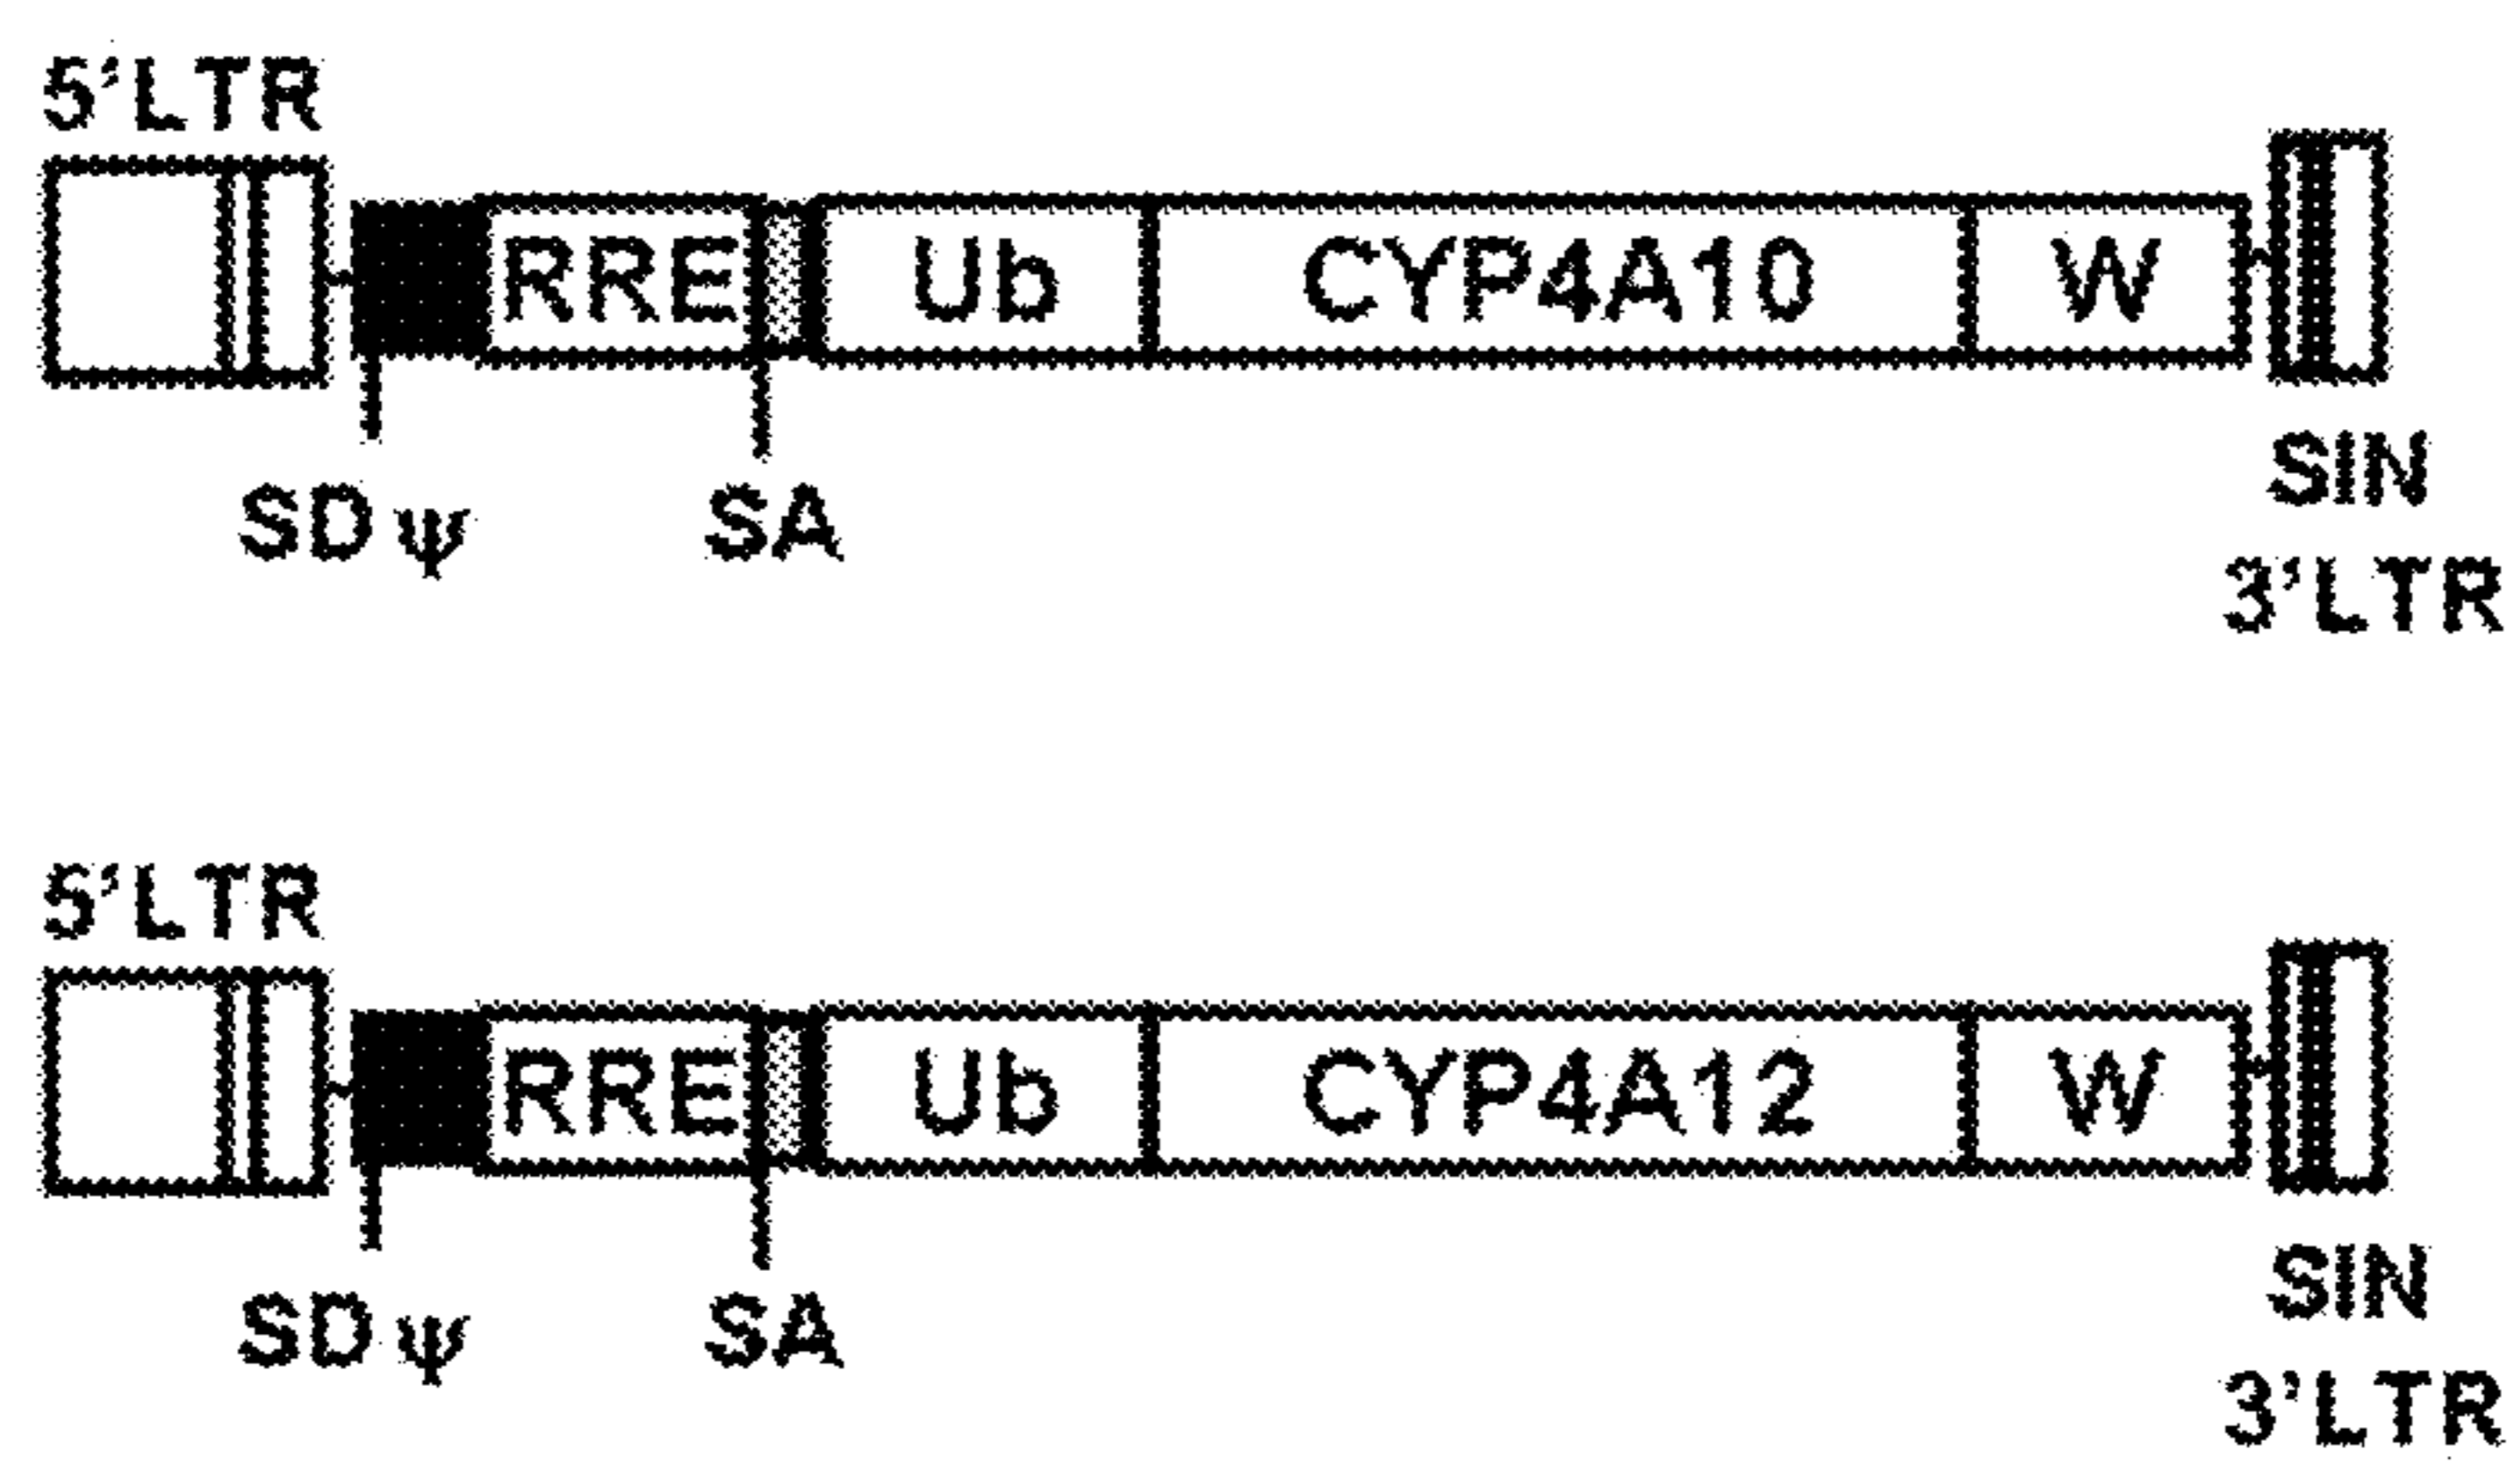 5'LTR
RRE Ub CYP4A10 W
SD ψ SA
SIN
3'LTR
5'LTR
RRE Ub CYP4A12 W
SD ψ SA
SIN
3'LTR